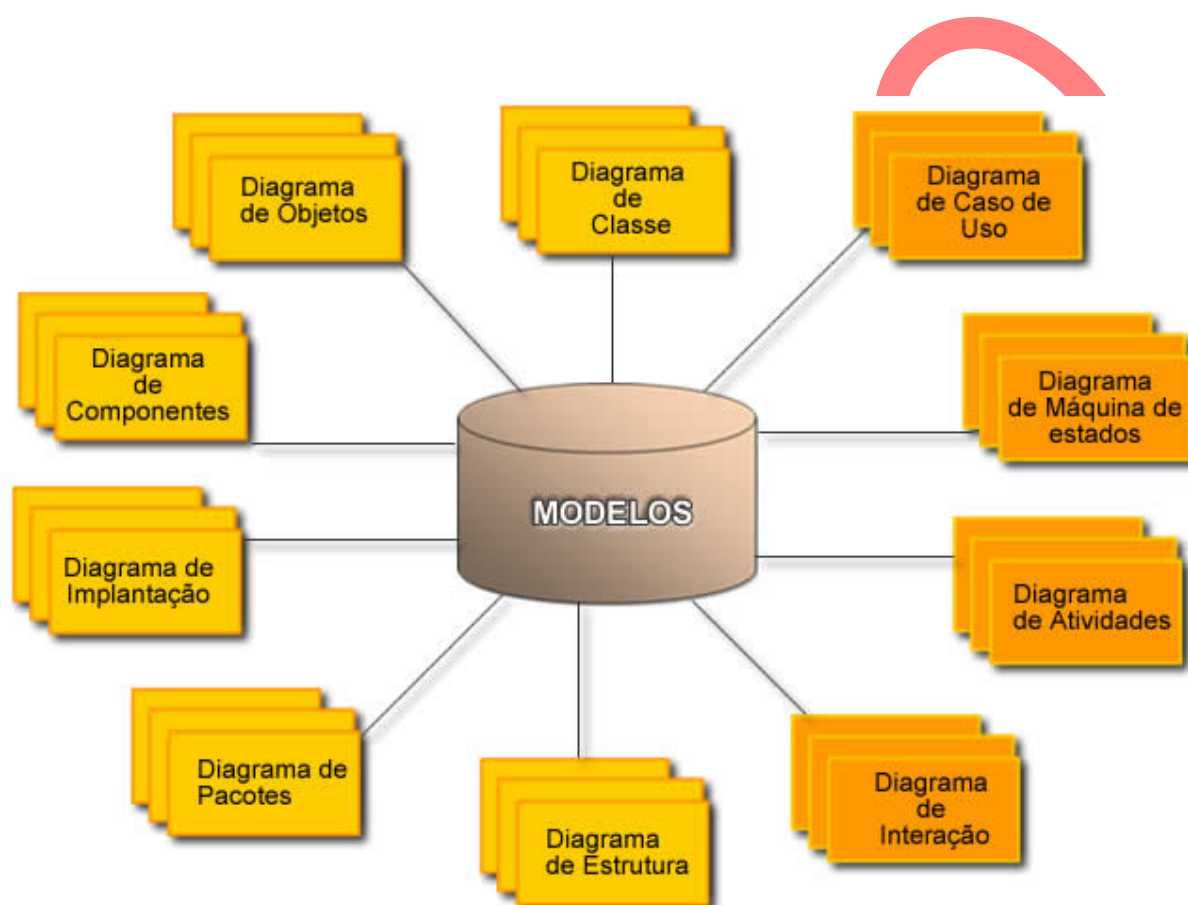 Diagrama
de Objetos
Diagrama
de
Classe
Diagrama
de Caso de
Uso
Diagrama
de
Componentes
Diagrama
de Máquina de
estados
MODELOS
Diagrama de
Implantação
Diagrama
de Atividades
Diagrama de
Pacotes
Diagrama
de Estrutura
Diagrama
de
Interação